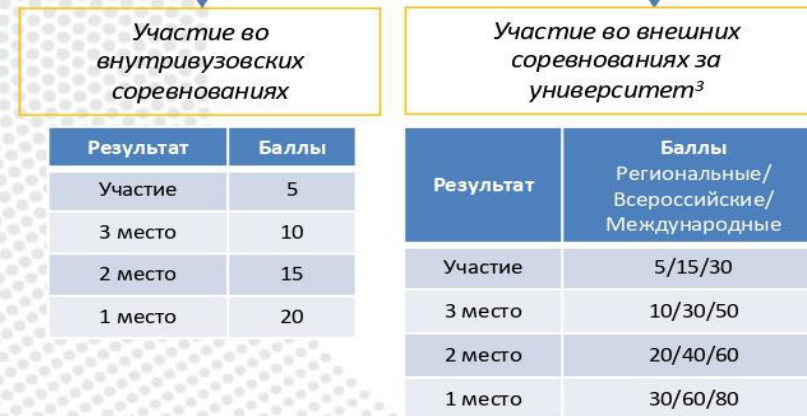 Участие во
внутривузовских
соревнованиях
Результат Баллы
Участие 5
3 место 10
2 место 15
1 место 20
Участие во внешних
соревнованиях за
университет³
Результат Баллы
Региональные/
Всероссийские/
Международные
Участие 5/15/30
3 место 10/30/50
2 место 20/40/60
1 место 30/60/80